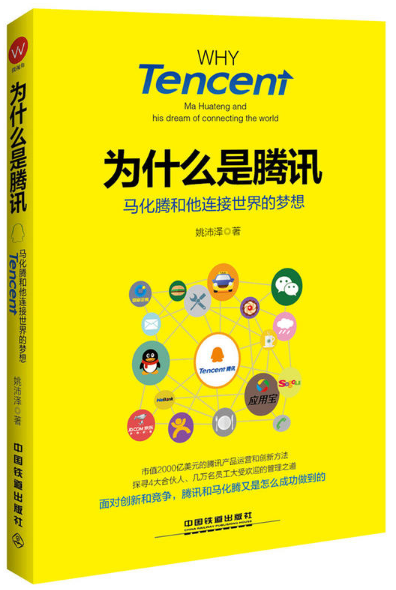 WHY
Tencent
Ma Huateng and
his dream of connecting the world
为什么是腾讯
马化腾和他连接世界的梦想
姚沛泽◎著
Tencent 腾讯
JD.COM 京东
应用宝
Sogou
市值2000亿美元的腾讯产品运营和创新方法
探寻4大合伙人、几万名员工大受欢迎的管理之道
面对创新和竞争，腾讯和马化腾又是怎么成功做到的
中国铁道出版社
为什么是腾讯
马化腾和他连接世界的梦想
Tencent
姚沛泽◎著
中国铁道出版社